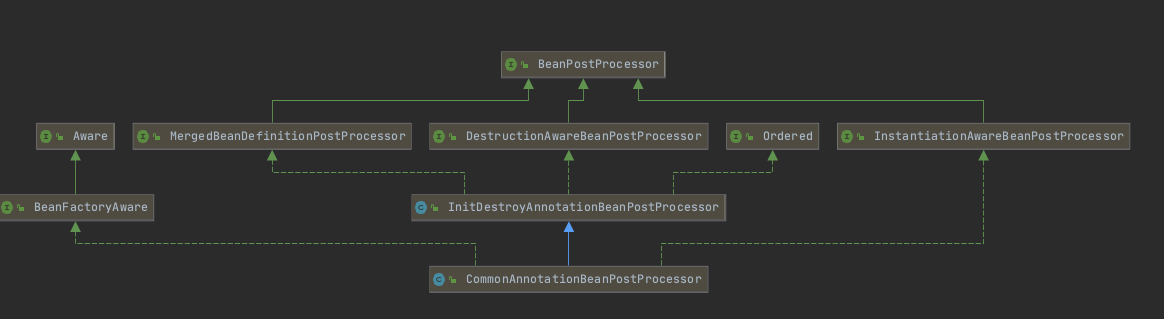 BeanPostProcessor
Aware
MergedBeanDefinitionPostProcessor
DestructionAwareBeanPostProcessor
Ordered
InstantiationAwareBeanPostProcessor
BeanFactoryAware
InitDestroyAnnotationBeanPostProcessor
CommonAnnotationBeanPostProcessor